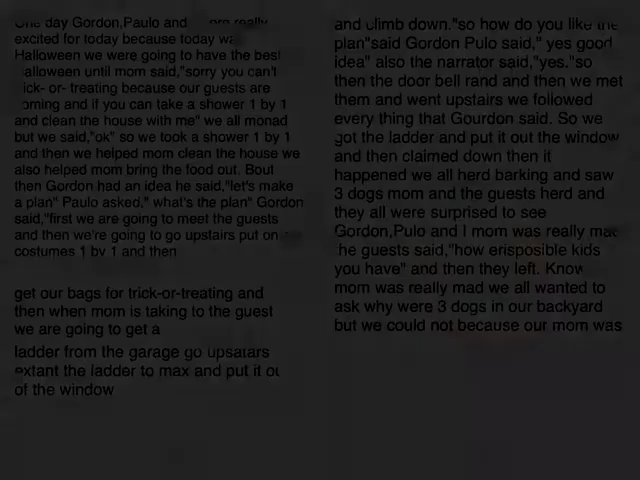 One day Gordon,Paulo and are really
excited for today because today wa
Halloween we were going to have the best
alloween until mom said,"sorry you can't
ick- or- treating because our guests are
oming and if you can take a shower 1 by 1
and clean the house with me" we all monad
but we said,"ok" so we took a shower 1 by 1
and then we helped mom clean the house we
also helped mom bring the food out. Bout
then Gordon had an idea he said,"let's make
a plan" Paulo asked," what's the plan" Gordon
said,"first we are going to meet the guests
and then we're going to go upstairs put on
costumes 1 by 1 and then
get our bags for trick-or-treating and
then when mom is taking to the guest
we are going to get a
ladder from the garage go upsatars
extant the ladder to max and put it ou
of the window
and climb down."so how do you like the
plan"said Gordon Pulo said," yes good
idea" also the narrator said,"yes."so
then the door bell rand and then we met
them and went upstairs we followed
every thing that Gourdon said. So we
got the ladder and put it out the window
and then claimed down then it
happened we all herd barking and saw
3 dogs mom and the guests herd and
they all were surprised to see
Gordon,Pulo and I mom was really mad
the guests said,"how erisposible kids
you have" and then they left. Know
mom was really mad we all wanted to
ask why were 3 dogs in our backyard
but we could not because our mom was